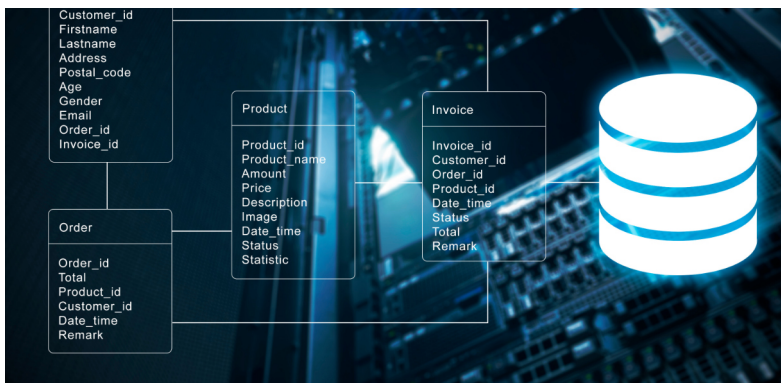 Customer_id
Firstname
Lastname
Address
Postal_code
Age
Gender
Email
Order_id
Invoice_id
Product
Product_id
Product_name
Amount
Price
Description
Image
Date_time
Status
Statistic
Invoice
Invoice_id
Customer_id
Order_id
Product_id
Date_time
Status
Total
Remark
Order
Order_id
Total
Product_id
Customer_id
Date_time
Remark